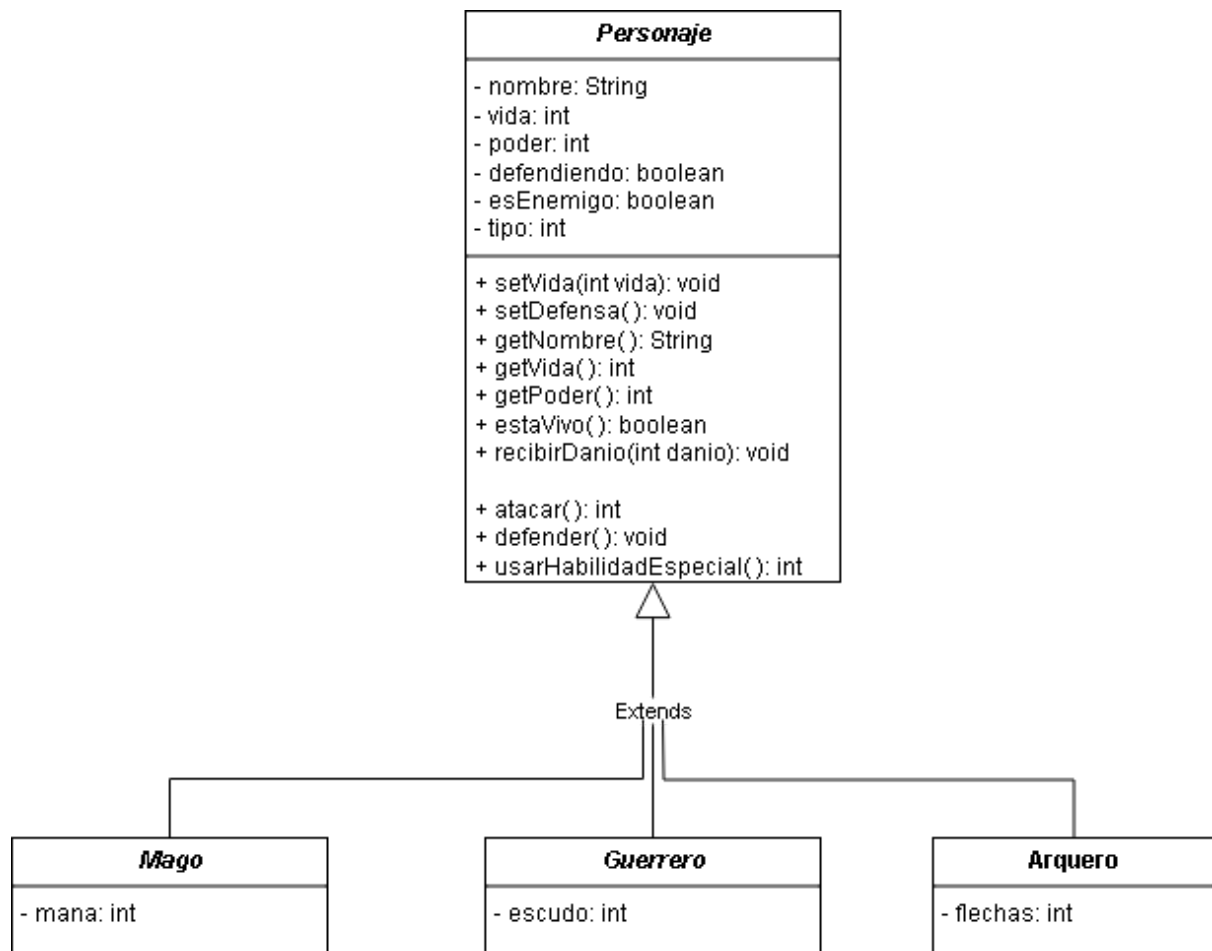 Personaje
- nombre: String
- vida: int
- poder: int
- defendiendo: boolean
- esEnemigo: boolean
- tipo: int
+ setVida(int vida): void
+ setDefensa(): void
+ getNombre(): String
+ getVida(): int
+ getPoder(): int
+ estaVivo(): boolean
+ recibirDanio(int danio): void
+ atacar(): int
+ defender(): void
+ usarHabilidadEspecial(): int
Extends
Mago
- mana: int
Guerrero
- escudo: int
Arquero
- flechas: int